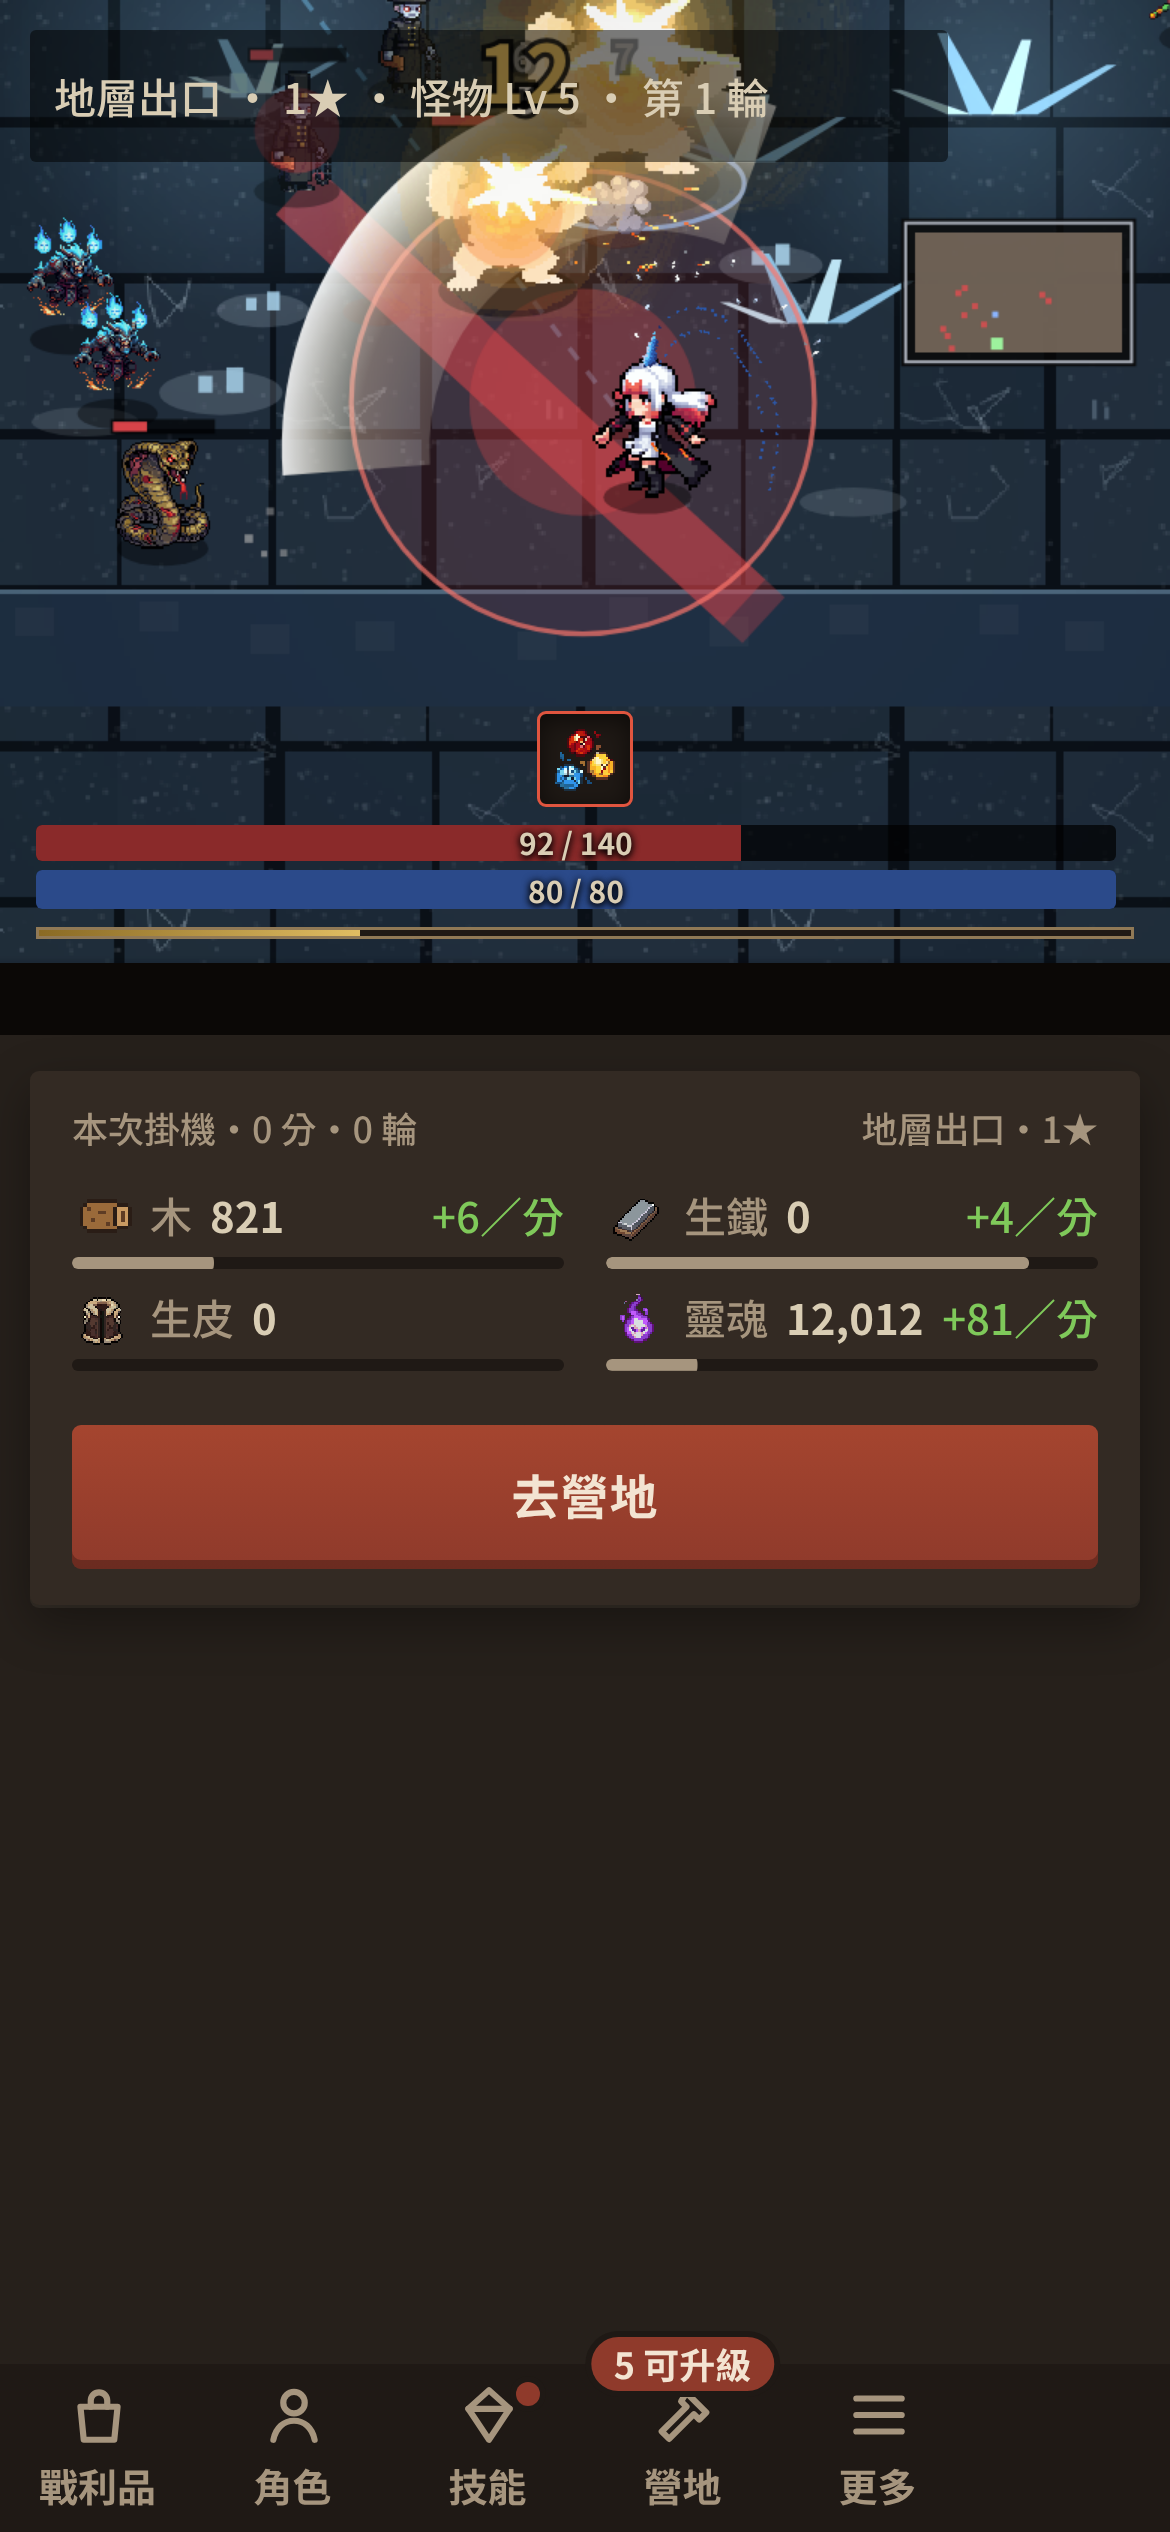 12 7
地層出口 · 1★ · 怪物 Lv 5 · 第 1 輪
92 / 140
80 / 80
本次掛機·0 分·0 輪
地層出口·1★
木 821 +6／分
生鐵 0 +4／分
生皮 0
靈魂 12,012 +81／分
去營地
5 可升級
戰利品 角色 技能 營地 更多